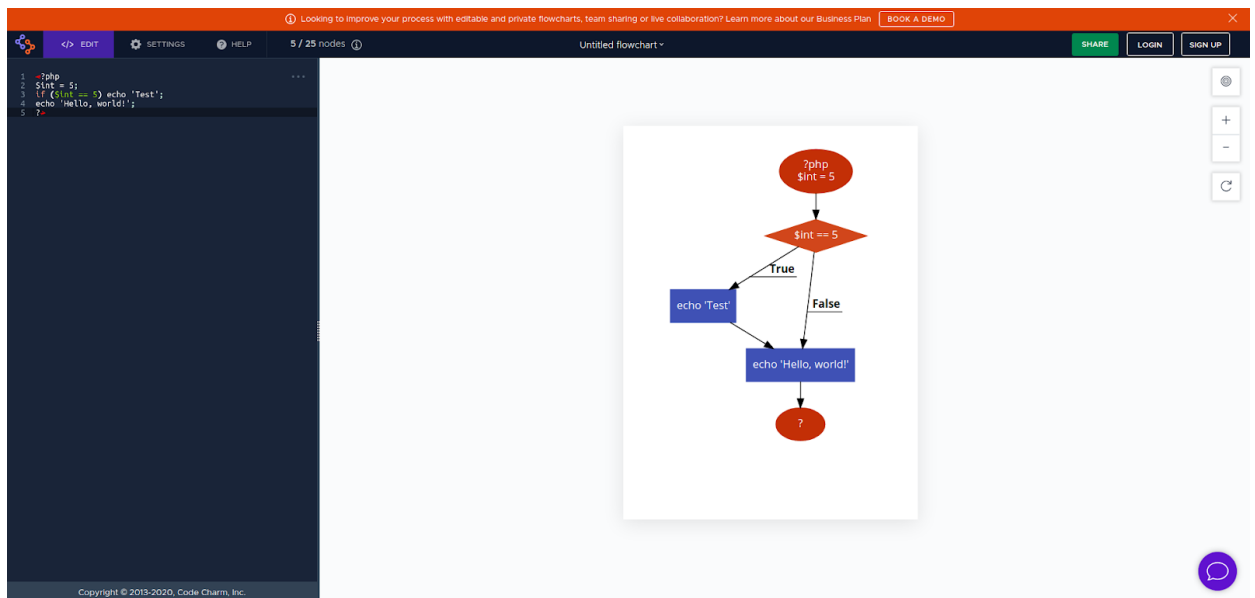 Looking to improve your process with editable and private flowcharts, team sharing or live collaboration? Learn more about our Business Plan BOOK A DEMO
</> EDIT SETTINGS HELP 5 / 25 nodes Untitled flowchart SHARE LOGIN SIGN UP
1 <?php
2 $int = 5;
3 if ($int == 5) echo 'Test';
4 echo 'Hello, world!';
5 ?>
?php
$int = 5
$int == 5
True
False
echo 'Test'
echo 'Hello, world!'
?
Copyright © 2013-2020, Code Charm, Inc.